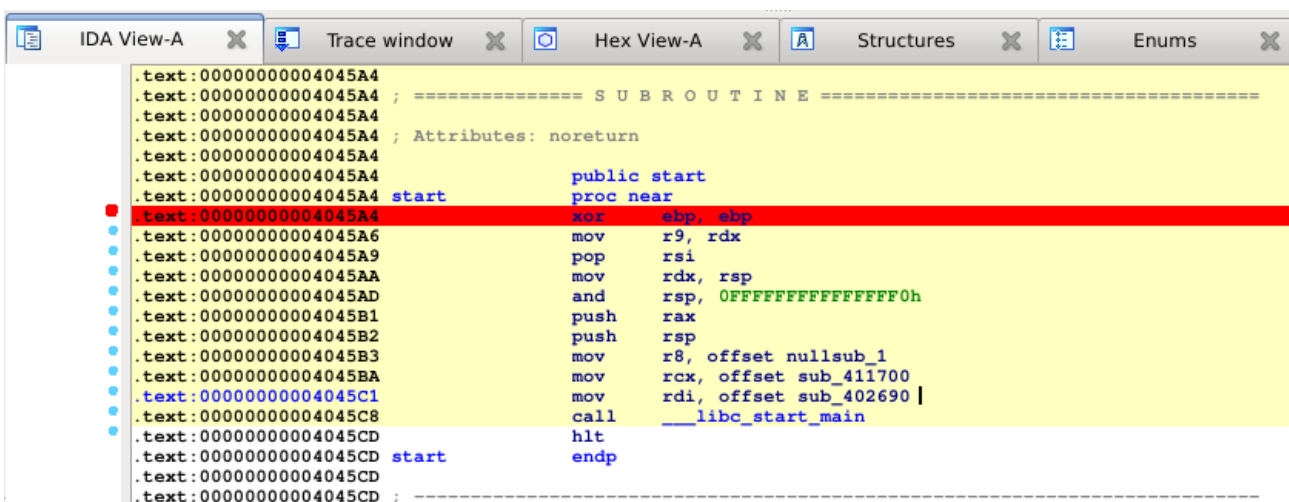 IDA View-A Trace window Hex View-A Structures Enums
.text:00000000004045A4
.text:00000000004045A4 ; =============== S U B R O U T I N E =======================================
.text:00000000004045A4
.text:00000000004045A4 ; Attributes: noreturn
.text:00000000004045A4
.text:00000000004045A4 public start
.text:00000000004045A4 start proc near
.text:00000000004045A4 xor ebp, ebp
.text:00000000004045A6 mov r9, rdx
.text:00000000004045A9 pop rsi
.text:00000000004045AA mov rdx, rsp
.text:00000000004045AD and rsp, 0FFFFFFFFFFFFFFF0h
.text:00000000004045B1 push rax
.text:00000000004045B2 push rsp
.text:00000000004045B3 mov r8, offset nullsub_1
.text:00000000004045BA mov rcx, offset sub_411700
.text:00000000004045C1 mov rdi, offset sub_402690
.text:00000000004045C8 call ___libc_start_main
.text:00000000004045CD hlt
.text:00000000004045CD start endp
.text:00000000004045CD
.text:00000000004045CD ; ---------------------------------------------------------------------------